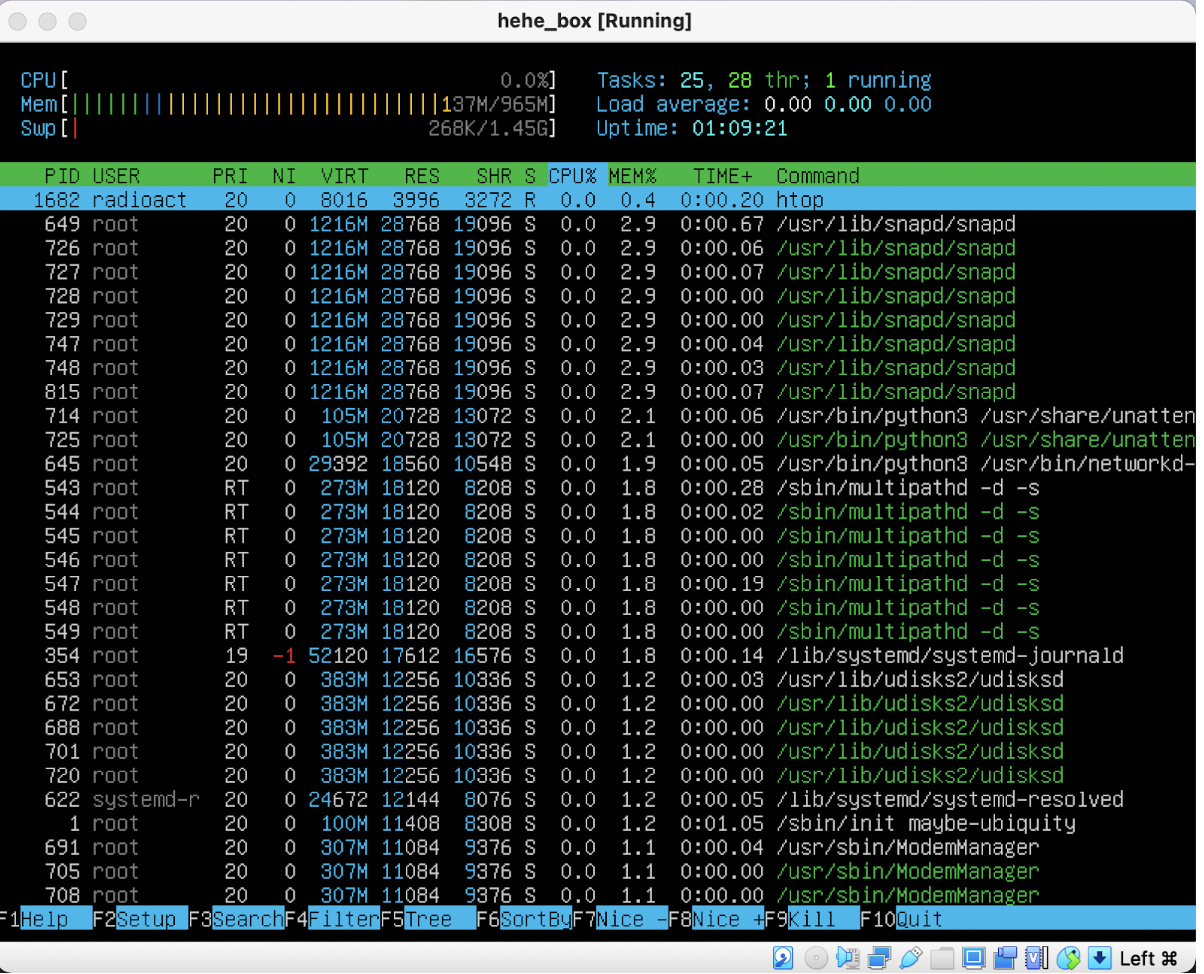 hehe_box [Running]
CPU[ 0.0%] Tasks: 25, 28 thr; 1 running
Mem[||||||||||||||||||||||||||||||137M/965M] Load average: 0.00 0.00 0.00
Swp[| 268K/1.45G] Uptime: 01:09:21
PID USER PRI NI VIRT RES SHR S CPU% MEM% TIME+ Command
1682 radioact 20 0 8016 3996 3272 R 0.0 0.4 0:00.20 htop
649 root 20 0 1216M 28768 19096 S 0.0 2.9 0:00.67 /usr/lib/snapd/snapd
726 root 20 0 1216M 28768 19096 S 0.0 2.9 0:00.06 /usr/lib/snapd/snapd
727 root 20 0 1216M 28768 19096 S 0.0 2.9 0:00.07 /usr/lib/snapd/snapd
728 root 20 0 1216M 28768 19096 S 0.0 2.9 0:00.00 /usr/lib/snapd/snapd
729 root 20 0 1216M 28768 19096 S 0.0 2.9 0:00.00 /usr/lib/snapd/snapd
747 root 20 0 1216M 28768 19096 S 0.0 2.9 0:00.04 /usr/lib/snapd/snapd
748 root 20 0 1216M 28768 19096 S 0.0 2.9 0:00.03 /usr/lib/snapd/snapd
815 root 20 0 1216M 28768 19096 S 0.0 2.9 0:00.07 /usr/lib/snapd/snapd
714 root 20 0 105M 20728 13072 S 0.0 2.1 0:00.06 /usr/bin/python3 /usr/share/unatten
725 root 20 0 105M 20728 13072 S 0.0 2.1 0:00.00 /usr/bin/python3 /usr/share/unatten
645 root 20 0 29392 18560 10548 S 0.0 1.9 0:00.05 /usr/bin/python3 /usr/bin/networkd-
543 root RT 0 273M 18120 8208 S 0.0 1.8 0:00.28 /sbin/multipathd -d -s
544 root RT 0 273M 18120 8208 S 0.0 1.8 0:00.02 /sbin/multipathd -d -s
545 root RT 0 273M 18120 8208 S 0.0 1.8 0:00.00 /sbin/multipathd -d -s
546 root RT 0 273M 18120 8208 S 0.0 1.8 0:00.00 /sbin/multipathd -d -s
547 root RT 0 273M 18120 8208 S 0.0 1.8 0:00.19 /sbin/multipathd -d -s
548 root RT 0 273M 18120 8208 S 0.0 1.8 0:00.00 /sbin/multipathd -d -s
549 root RT 0 273M 18120 8208 S 0.0 1.8 0:00.00 /sbin/multipathd -d -s
354 root 19 -1 52120 17612 16576 S 0.0 1.8 0:00.14 /lib/systemd/systemd-journald
653 root 20 0 383M 12256 10336 S 0.0 1.2 0:00.03 /usr/lib/udisks2/udisksd
672 root 20 0 383M 12256 10336 S 0.0 1.2 0:00.00 /usr/lib/udisks2/udisksd
688 root 20 0 383M 12256 10336 S 0.0 1.2 0:00.00 /usr/lib/udisks2/udisksd
701 root 20 0 383M 12256 10336 S 0.0 1.2 0:00.00 /usr/lib/udisks2/udisksd
720 root 20 0 383M 12256 10336 S 0.0 1.2 0:00.00 /usr/lib/udisks2/udisksd
622 systemd-r 20 0 24672 12144 8076 S 0.0 1.2 0:00.05 /lib/systemd/systemd-resolved
1 root 20 0 100M 11408 8308 S 0.0 1.2 0:01.05 /sbin/init maybe-ubiquity
691 root 20 0 307M 11084 9376 S 0.0 1.1 0:00.04 /usr/sbin/ModemManager
705 root 20 0 307M 11084 9376 S 0.0 1.1 0:00.00 /usr/sbin/ModemManager
708 root 20 0 307M 11084 9376 S 0.0 1.1 0:00.00 /usr/sbin/ModemManager
F1Help F2Setup F3SearchF4FilterF5Tree F6SortByF7Nice -F8Nice +F9Kill F10Quit
Left ⌘